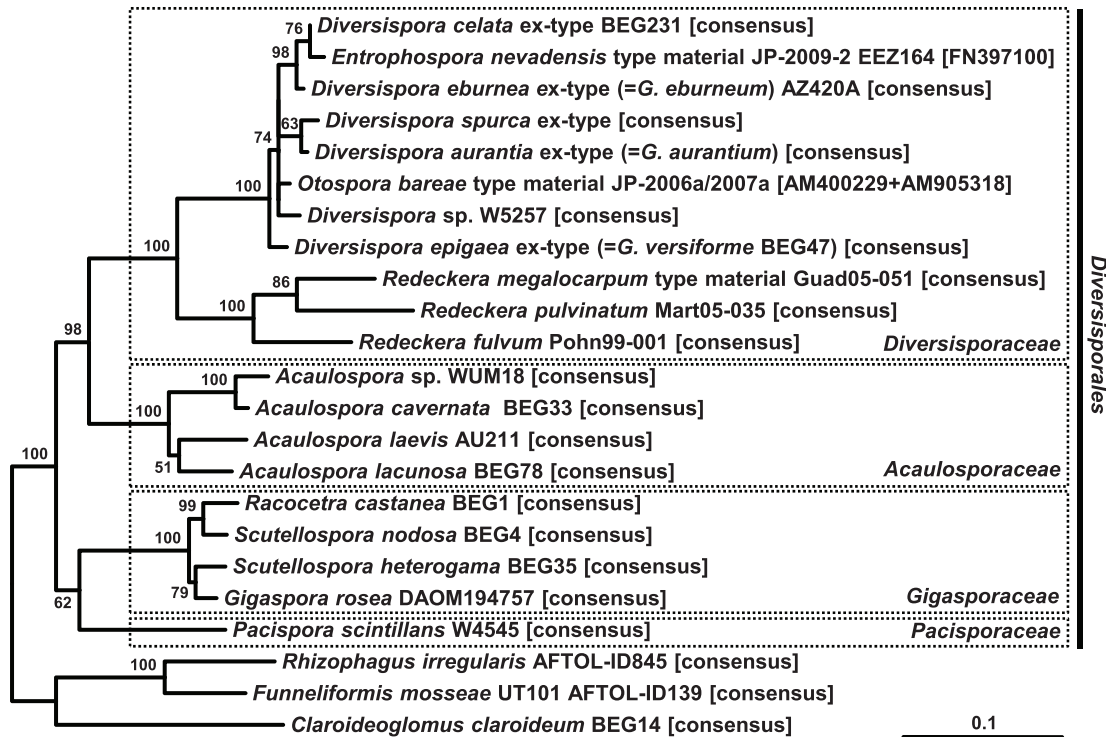 76
Diversispora celata ex-type BEG231 [consensus]
98
Entrophospora nevadensis type material JP-2009-2 EEZ164 [FN397100]
Diversispora eburnea ex-type (=G. eburneum) AZ420A [consensus]
63
Diversispora spurca ex-type [consensus]
74
Diversispora aurantia ex-type (=G. aurantium) [consensus]
100
Otospora bareae type material JP-2006a/2007a [AM400229+AM905318]
Diversispora sp. W5257 [consensus]
100
Diversispora epigaea ex-type (=G. versiforme BEG47) [consensus]
86
Redeckera megalocarpum type material Guad05-051 [consensus]
100
Redeckera pulvinatum Mart05-035 [consensus]
98
Redeckera fulvum Pohn99-001 [consensus]
Diversisporaceae
100
Acaulospora sp. WUM18 [consensus]
100
Acaulospora cavernata BEG33 [consensus]
100
Acaulospora laevis AU211 [consensus]
51
Acaulospora lacunosa BEG78 [consensus]
Acaulosporaceae
99
Racocetra castanea BEG1 [consensus]
100
Scutellospora nodosa BEG4 [consensus]
Scutellospora heterogama BEG35 [consensus]
79
62
Gigaspora rosea DAOM194757 [consensus]
Gigasporaceae
Pacispora scintillans W4545 [consensus]
Pacisporaceae
Diversisporales
100
Rhizophagus irregularis AFTOL-ID845 [consensus]
Funneliformis mosseae UT101 AFTOL-ID139 [consensus]
Claroideoglomus claroideum BEG14 [consensus]
0.1